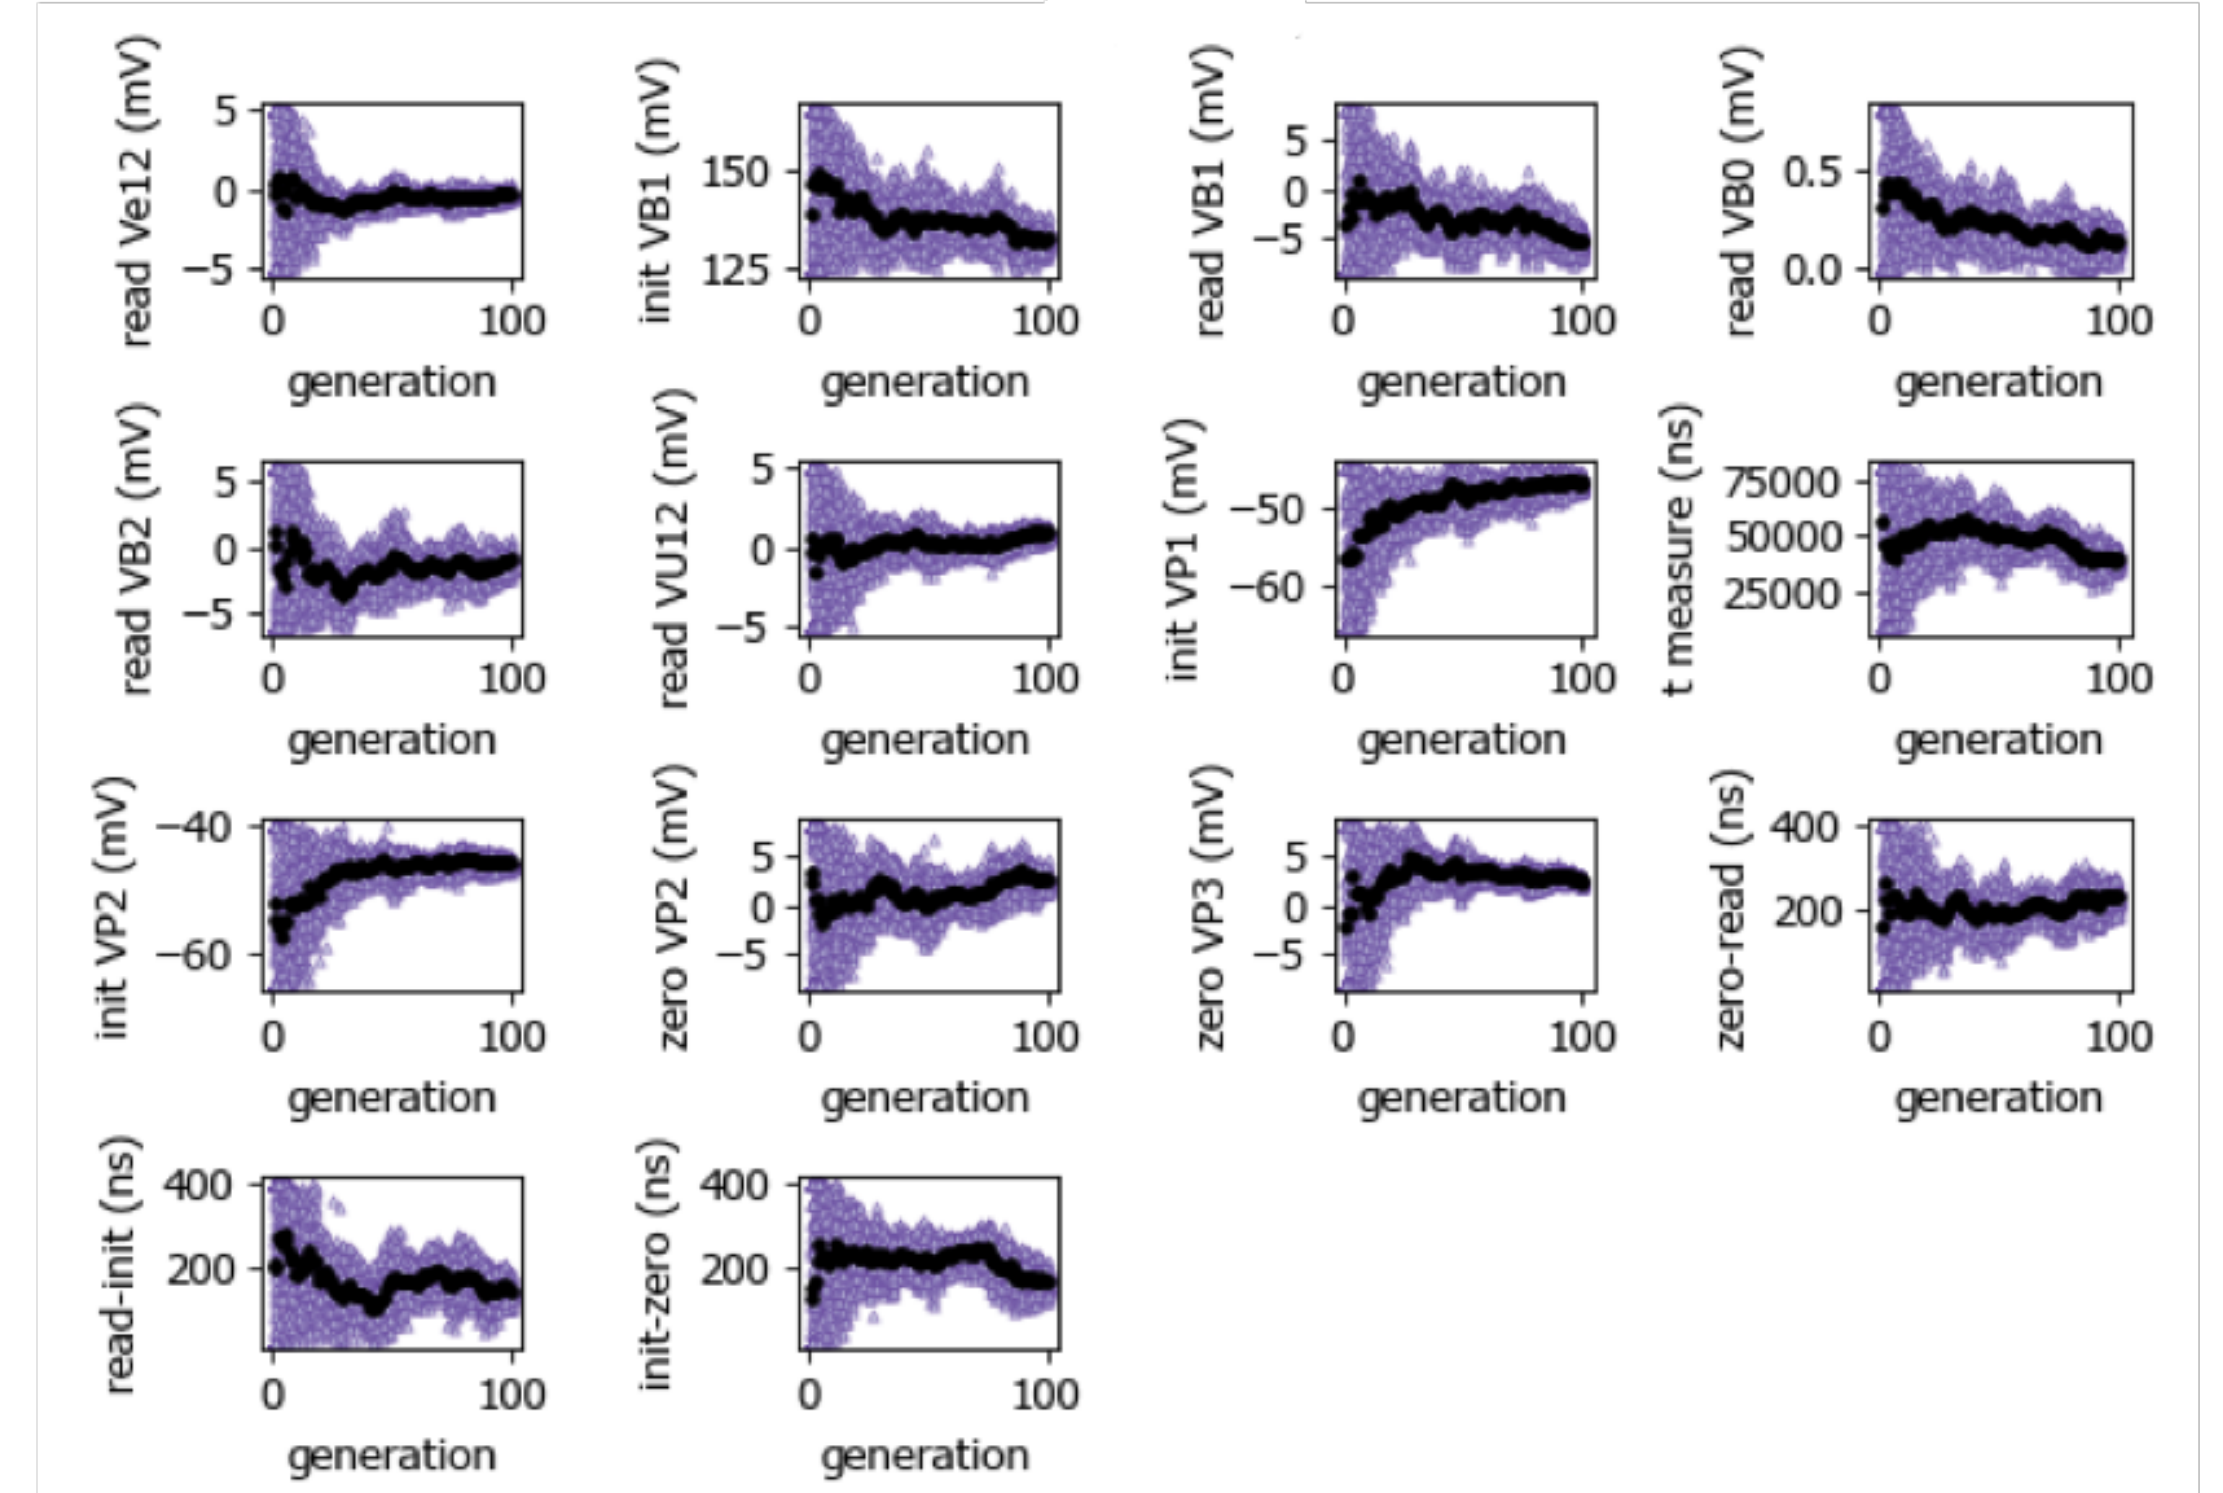 read Ve12 (mV)
5
0
−5
0
100
generation
init VB1 (mV)
150
125
0
100
generation
read VB1 (mV)
5
0
−5
0
100
generation
read VB0 (mV)
0.5
0.0
0
100
generation
read VB2 (mV)
5
0
−5
0
100
generation
read VU12 (mV)
5
0
−5
0
100
generation
init VP1 (mV)
−50
−60
0
100
generation
t measure (ns)
75000
50000
25000
0
100
generation
init VP2 (mV)
−40
−60
0
100
generation
zero VP2 (mV)
5
0
−5
0
100
generation
zero VP3 (mV)
5
0
−5
0
100
generation
zero-read (ns)
400
200
0
100
generation
read-init (ns)
400
200
0
100
generation
init-zero (ns)
400
200
0
100
generation